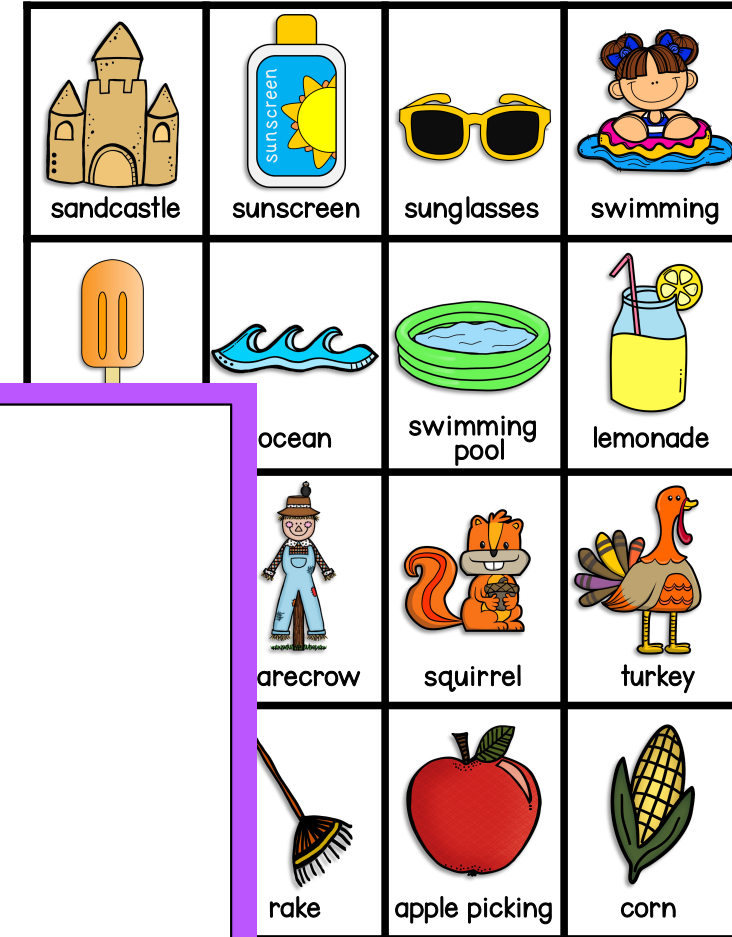 sunscreen
sandcastle
sunscreen
sunglasses
swimming
ocean
swimming
pool
lemonade
arecrow
squirrel
turkey
rake
apple picking
corn